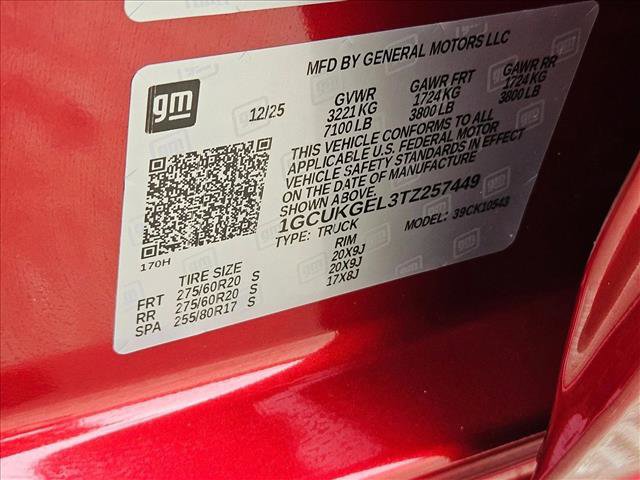 MFD BY GENERAL MOTORS LLC
gm
12/25
GVWR GAWR FRT GAWR RR
3221 KG 1724 KG 1724 KG
7100 LB 3800 LB 3800 LB
THIS VEHICLE CONFORMS TO ALL
APPLICABLE U.S. FEDERAL MOTOR
VEHICLE SAFETY STANDARDS IN EFFECT
ON THE DATE OF MANUFACTURE
SHOWN ABOVE.
1GCUKGEL3TZ257449
TYPE: TRUCK MODEL: 39CK10543
170H
TIRE SIZE RIM
FRT 275/60R20 S 20X9J
RR 275/60R20 S 20X9J
SPA 255/80R17 S 17X8J